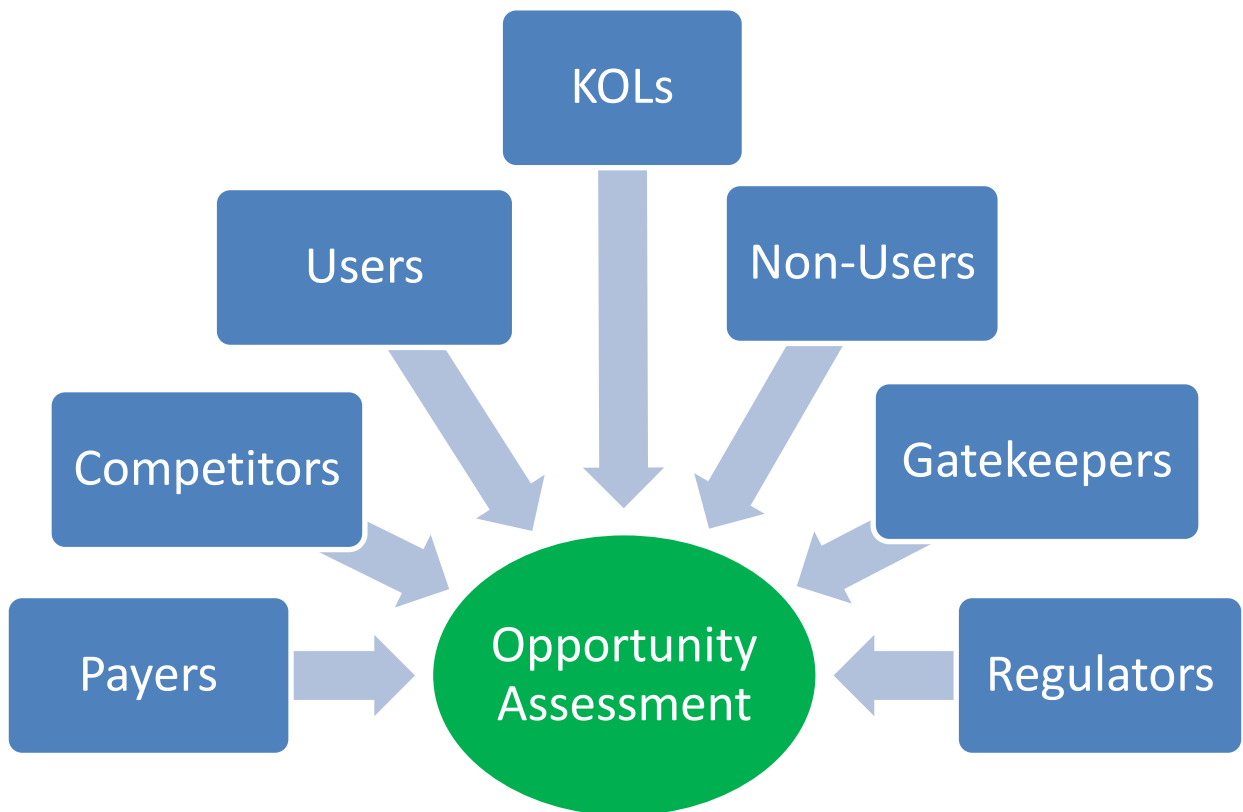 KOLs
Users
Non-Users
Competitors
Gatekeepers
Payers
Opportunity
Assessment
Regulators